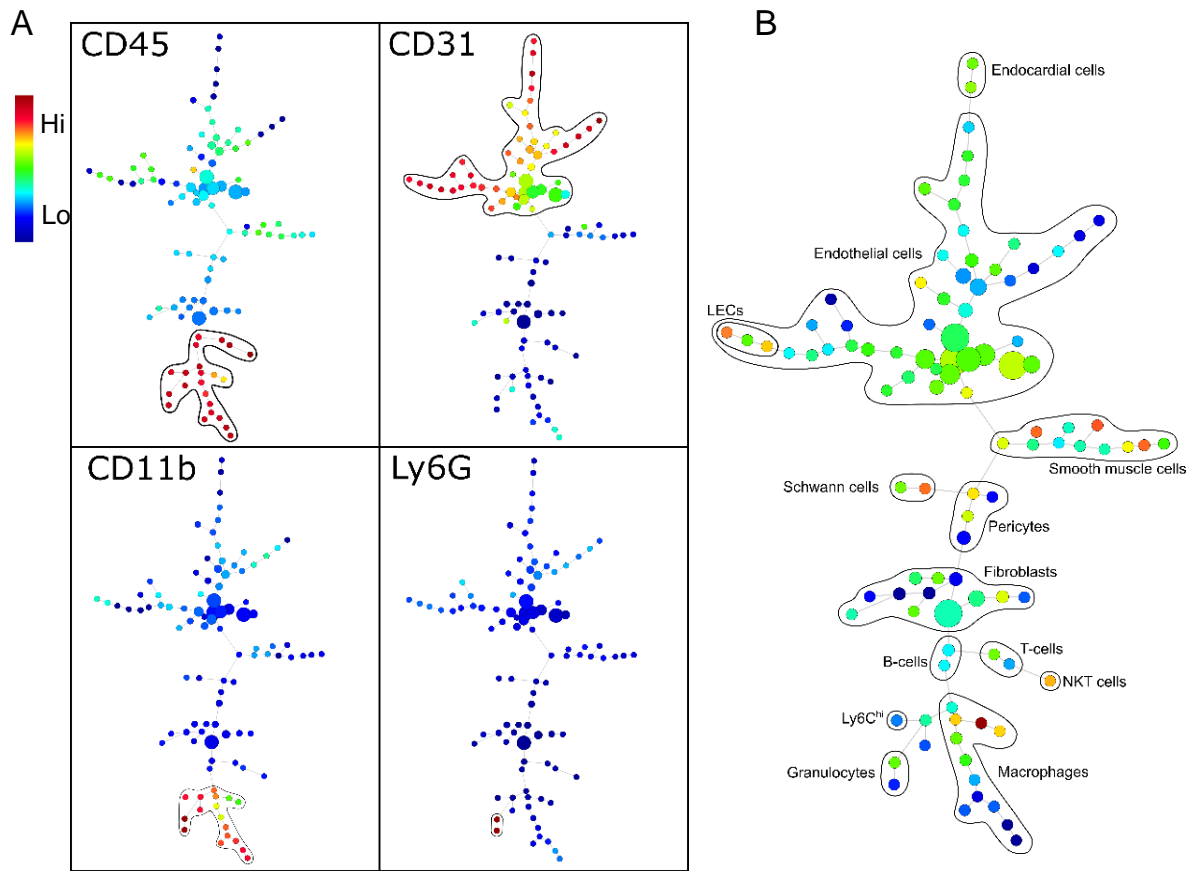 A
CD45
CD31
Hi
Lo
CD11b
Ly6G
B
Endocardial cells
Endothelial cells
LECs
Smooth muscle cells
Schwann cells
Pericytes
Fibroblasts
B-cells
T-cells
NKT cells
Ly6Cʰⁱ
Granulocytes
Macrophages